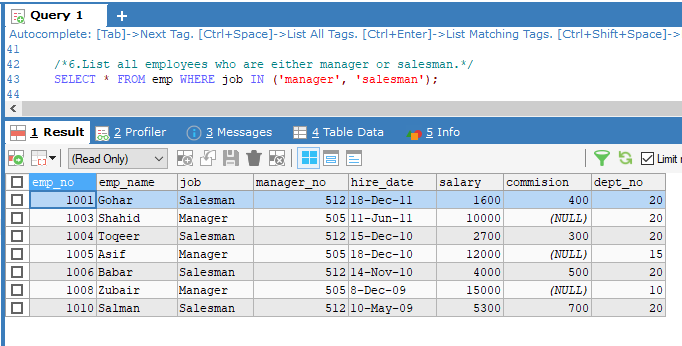 Query 1
Autocomplete: [Tab]->Next Tag. [Ctrl+Space]->List All Tags. [Ctrl+Enter]->List Matching Tags. [Ctrl+Shift+Space]->
41
42 /*6.List all employees who are either manager or salesman.*/
43 SELECT * FROM emp WHERE job IN ('manager', 'salesman');
44
1 Result 2 Profiler 3 Messages 4 Table Data 5 Info
(Read Only) Limit
emp_no emp_name job manager_no hire_date salary commision dept_no
1001 Gohar Salesman 512 18-Dec-11 1600 400 20
1003 Shahid Manager 505 11-Jun-11 10000 (NULL) 20
1004 Toqeer Salesman 512 15-Dec-10 2700 300 20
1005 Asif Manager 505 18-Dec-10 12000 (NULL) 15
1006 Babar Salesman 512 14-Nov-10 4000 500 20
1008 Zubair Manager 505 8-Dec-09 15000 (NULL) 10
1010 Salman Salesman 512 10-May-09 5300 700 20